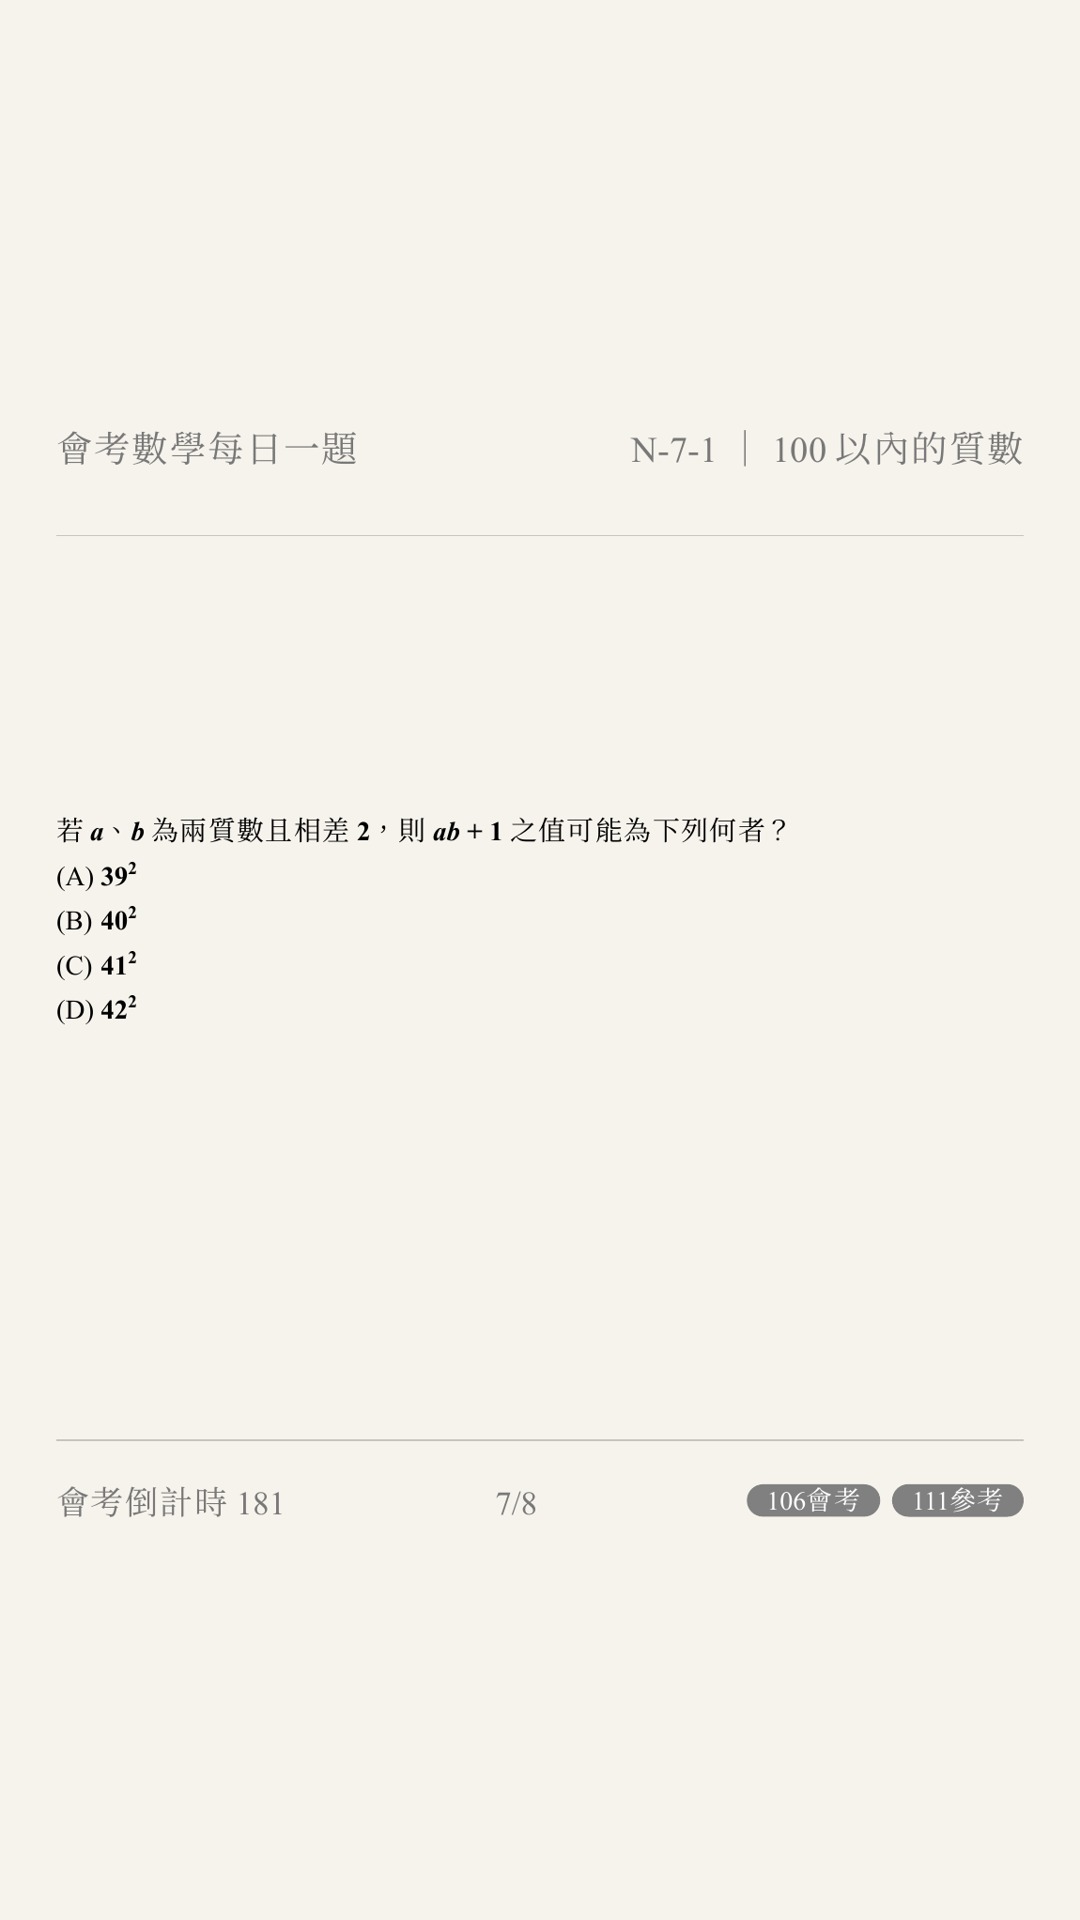 會考數學每日一題
N-7-1 | 100 以內的質數
若 a、b 為兩質數且相差 2，則 ab + 1 之值可能為下列何者？
(A) 39²
(B) 40²
(C) 41²
(D) 42²
會考倒計時 181
7/8
106會考
111參考